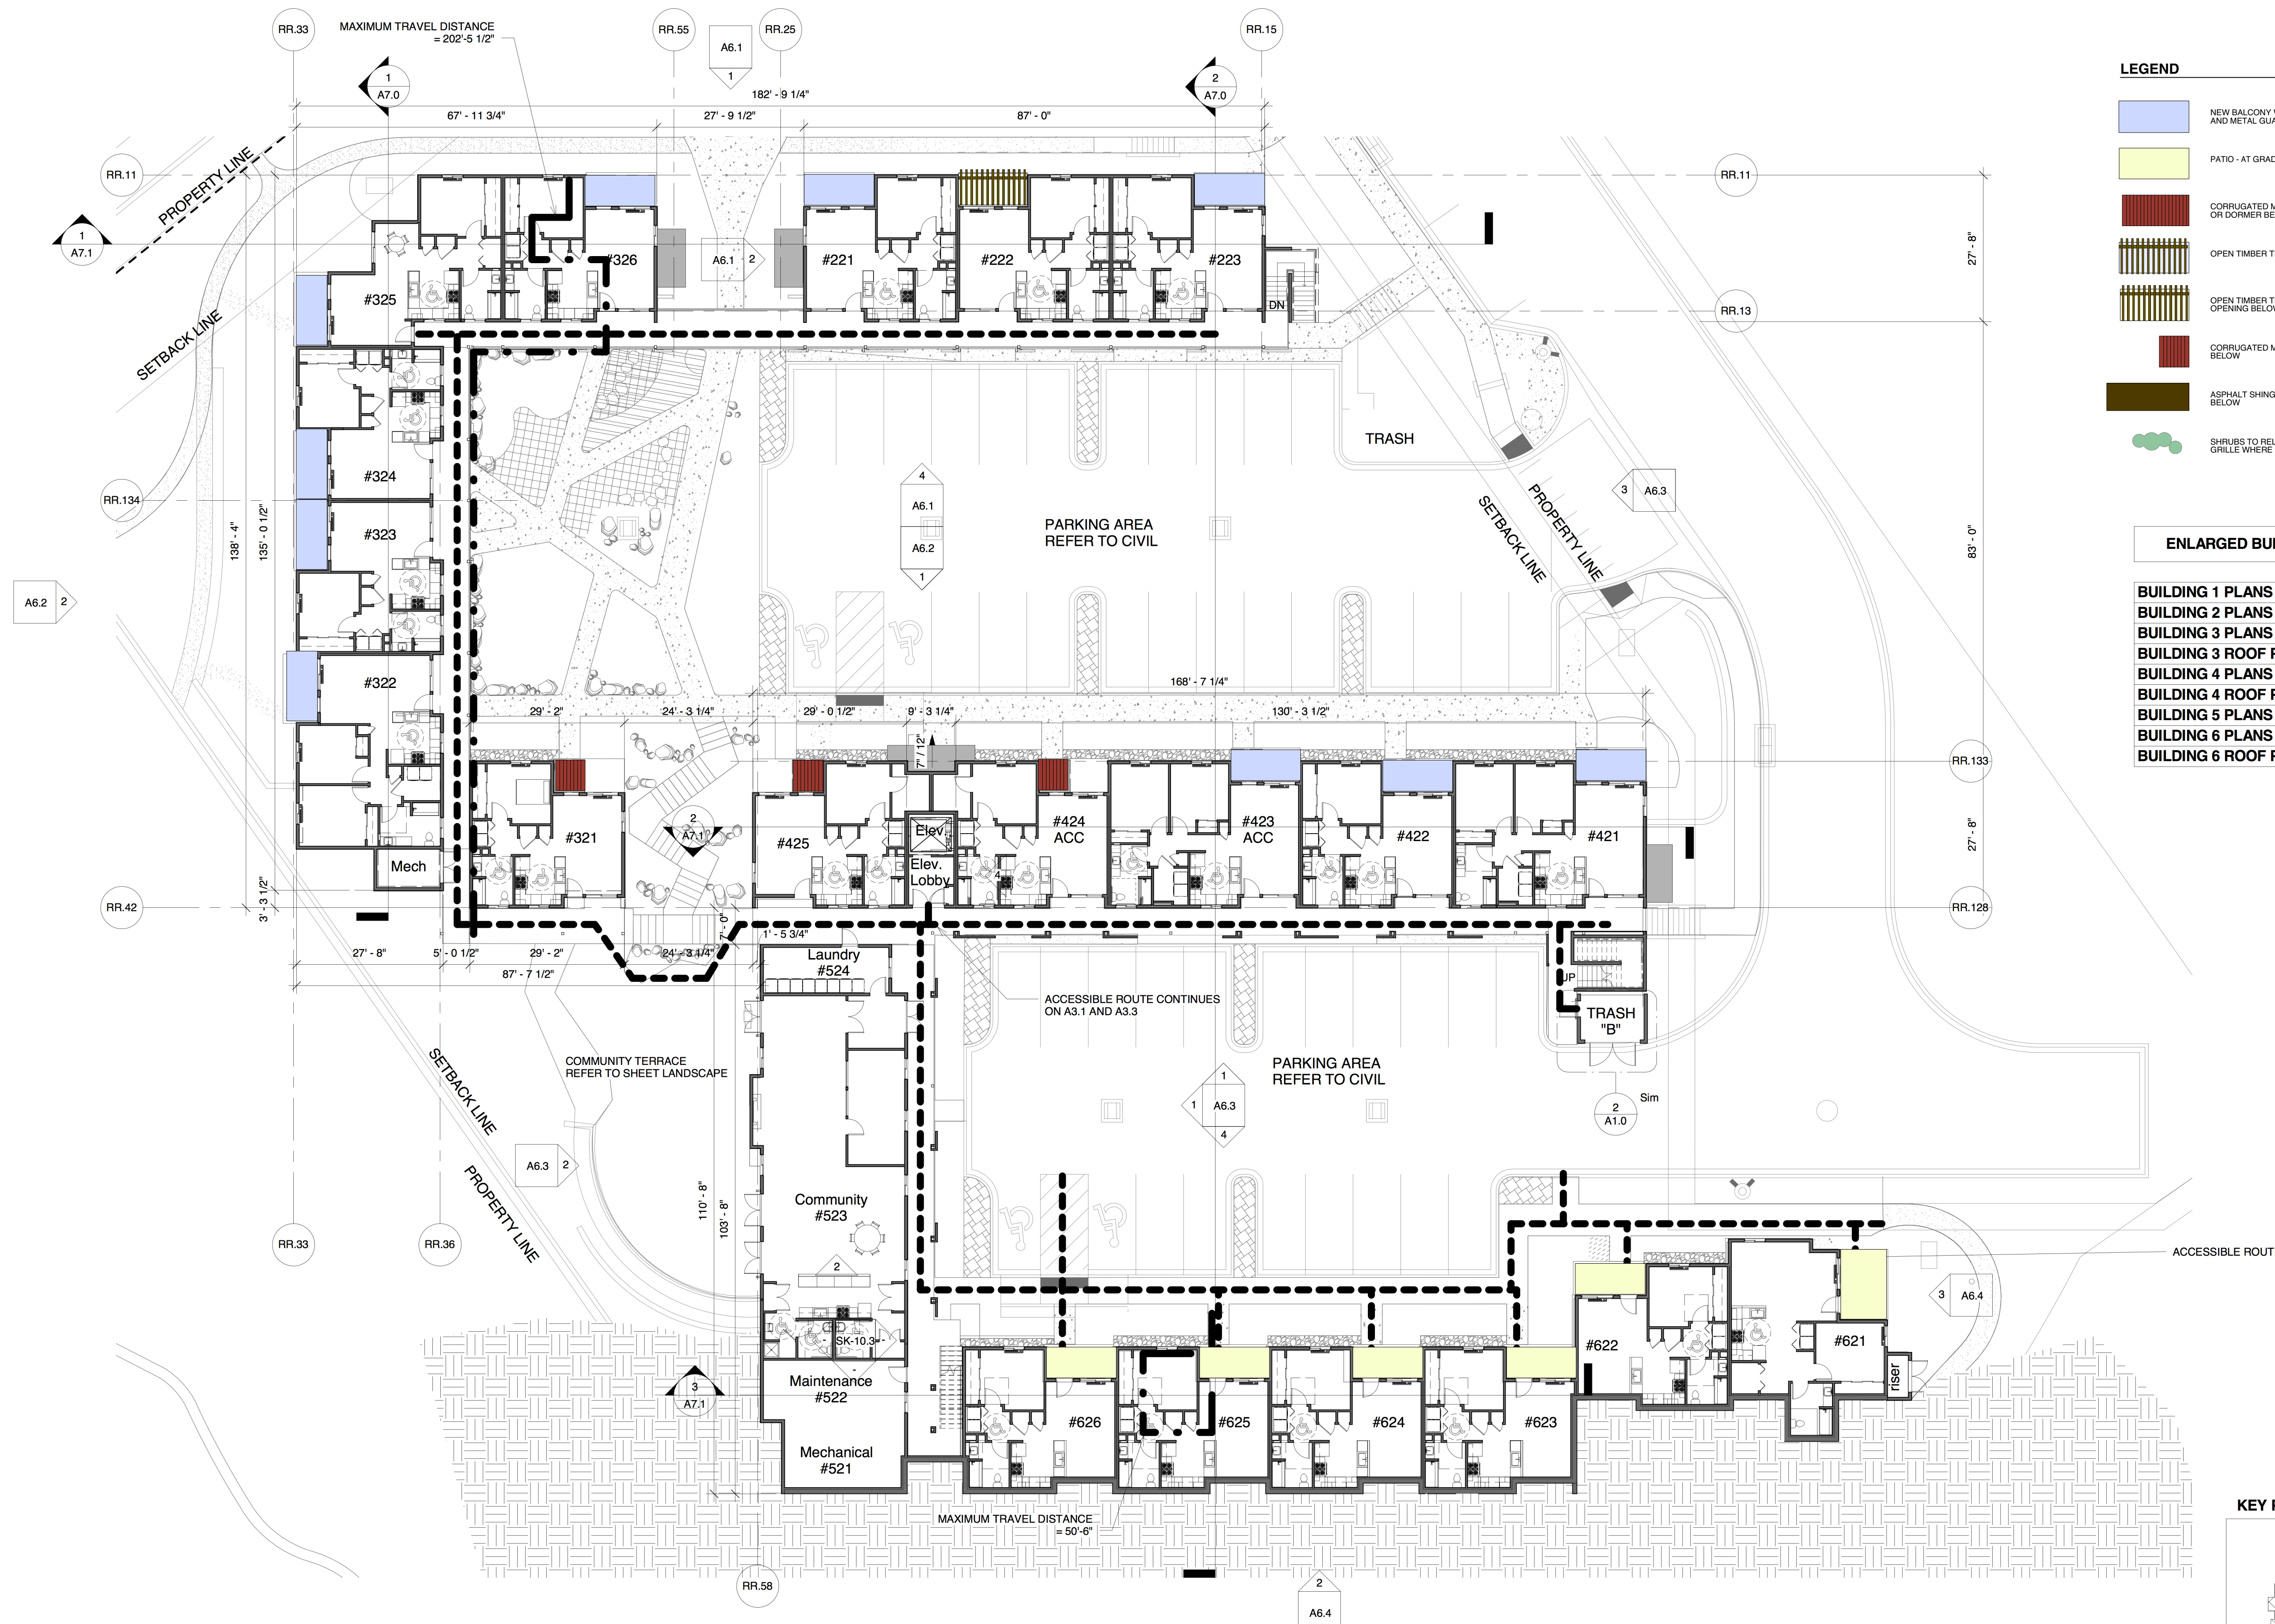 RR.33
MAXIMUM TRAVEL DISTANCE
= 202'-5 1/2"
RR.55
RR.25
RR.15
A6.1
1
1
A7.0
2
A7.0
182' - 9 1/4"
67' - 11 3/4"
27' - 9 1/2"
87' - 0"
PROPERTY LINE
RR.11
RR.11
1
A7.1
#326
A6.1
2
#221
#222
#223
27' - 8"
#325
DN
RR.13
SETBACK LINE
TRASH
#324
4
A6.1
A6.2
1
3
A6.3
RR.134
138' - 4"
135' - 0 1/2"
#323
PARKING AREA
REFER TO CIVIL
SETBACK LINE
PROPERTY LINE
83' - 0"
A6.2
2
#322
168' - 7 1/4"
29' - 2"
24' - 3 1/4"
29' - 0 1/2"
9' - 3 1/4"
130' - 3 1/2"
7" / 12"
RR.133
#321
2
A7.1
#425
Elev.
Elev.
Lobby
#424
ACC
4
#423
ACC
#422
#421
27' - 8"
Mech
3' - 3 1/2"
RR.42
RR.128
7' - 0"
1' - 5 3/4"
27' - 8"
5' - 0 1/2"
29' - 2"
24' - 3 1/4"
87' - 7 1/2"
Laundry
#524
UP
ACCESSIBLE ROUTE CONTINUES
ON A3.1 AND A3.3
TRASH
"B"
SETBACK LINE
COMMUNITY TERRACE
REFER TO SHEET LANDSCAPE
PARKING AREA
REFER TO CIVIL
1
1
A6.3
4
2
A1.0
Sim
A6.3
2
PROPERTY LINE
110' - 8"
103' - 8"
Community
#523
RR.33
RR.36
2
ACCESSIBLE ROUT
3
A6.4
SK-10.3
#622
#621
riser
3
A7.1
Maintenance
#522
#626
#625
#624
#623
Mechanical
#521
MAXIMUM TRAVEL DISTANCE
= 50'-6"
RR.58
2
A6.4
LEGEND
NEW BALCONY
AND METAL GUA
PATIO - AT GRAD
CORRUGATED M
OR DORMER BE
OPEN TIMBER T
OPEN TIMBER T
OPENING BELOW
CORRUGATED M
BELOW
ASPHALT SHING
BELOW
SHRUBS TO REL
GRILLE WHERE
ENLARGED BUI
BUILDING 1 PLANS
BUILDING 2 PLANS
BUILDING 3 PLANS
BUILDING 3 ROOF P
BUILDING 4 PLANS
BUILDING 4 ROOF P
BUILDING 5 PLANS
BUILDING 6 PLANS
BUILDING 6 ROOF P
KEY P